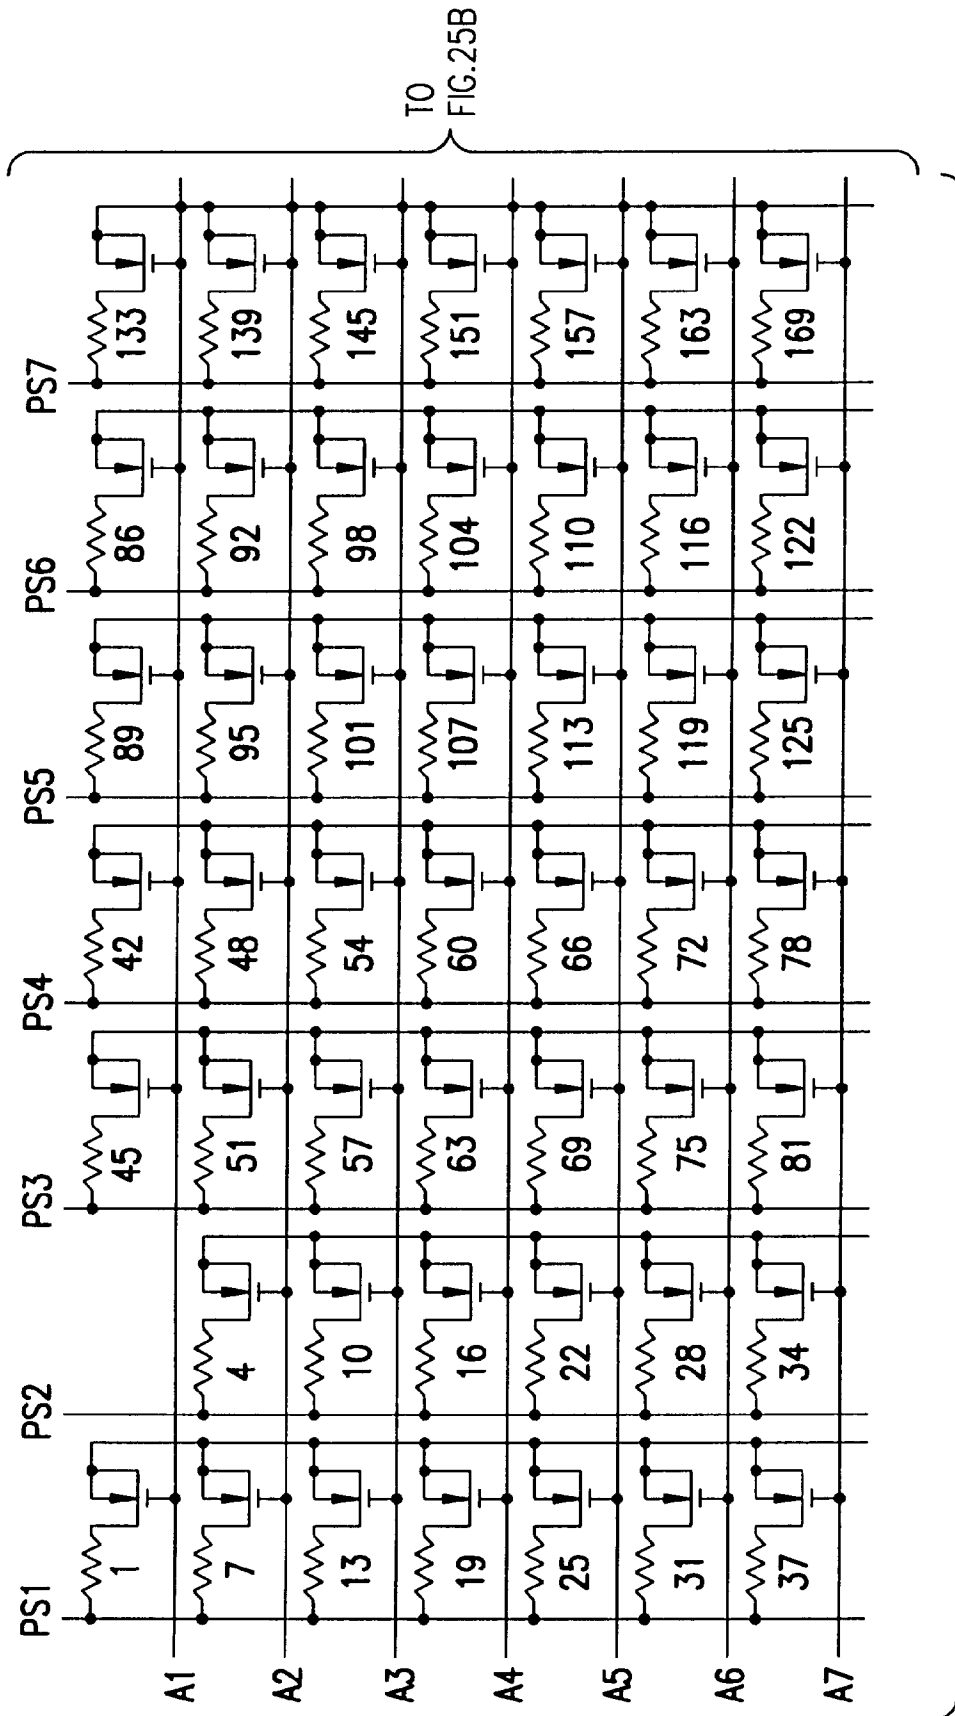 PS1 PS2 PS3 PS4 PS5 PS6 PS7
1 45 42 89 86 133
A1
7 4 51 48 95 92 139
A2
13 10 57 54 101 98 145
A3
19 16 63 60 107 104 151
A4
25 22 69 66 113 110 157
A5
31 28 75 72 119 116 163
A6
37 34 81 78 125 122 169
A7
TO
FIG.25B